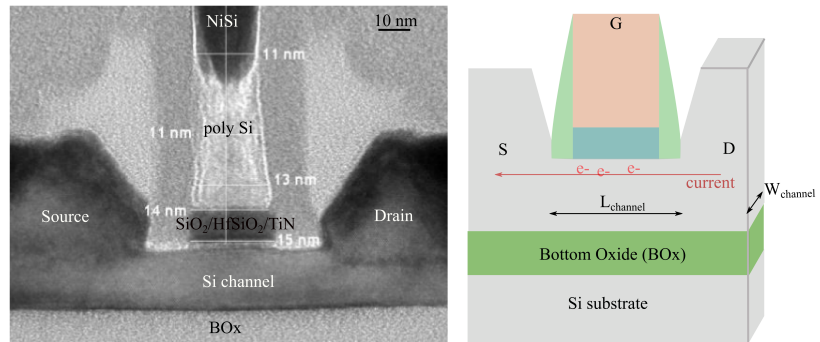 NiSi
10 nm
11 nm
poly Si
11 nm
13 nm
14 nm
SiO₂/HfSiO₂/TiN
15 nm
Source
Drain
Si channel
BOx
G
S
D
e- e- e-
current
Lchannel
Wchannel
Bottom Oxide (BOx)
Si substrate